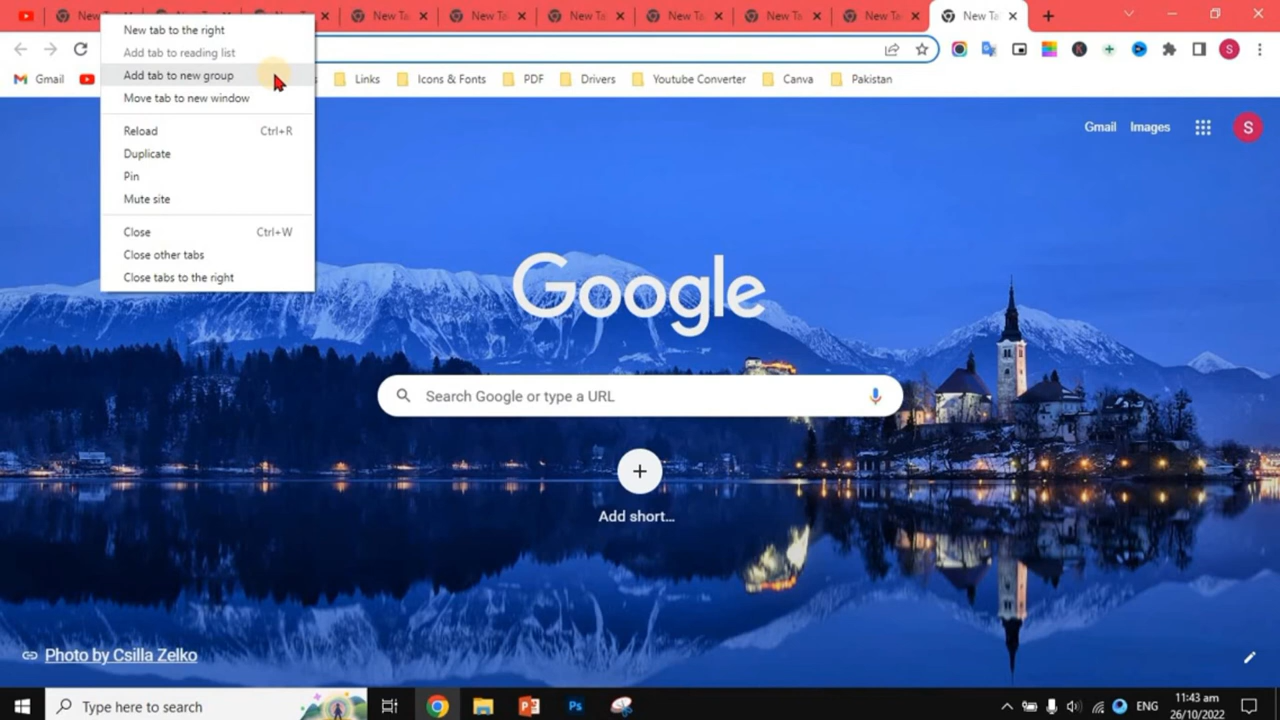 New Ta
New Ta
New Ta
New Ta
New Ta
New Ta
New Ta
New Ta
New tab to the right
Add tab to reading list
Add tab to new group
Move tab to new window
Reload Ctrl+R
Duplicate
Pin
Mute site
Close Ctrl+W
Close other tabs
Close tabs to the right
Gmail
Links
Icons & Fonts
PDF
Drivers
Youtube Converter
Canva
Pakistan
S
Gmail Images
S
Google
Search Google or type a URL
Add short...
Photo by Csilla Zelko
Type here to search
Ps
ENG
11:43 am
26/10/2022